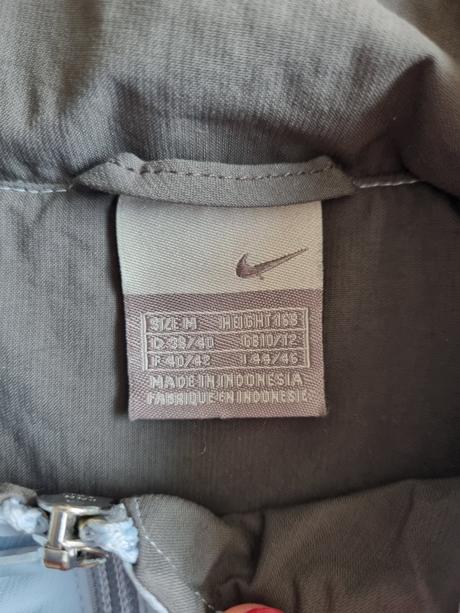 SIZE M HEIGHT 168
D 38/40 GB 10/12
F 40/42 I 44/46
MADE IN INDONESIA
FABRIQUE EN INDONESIE